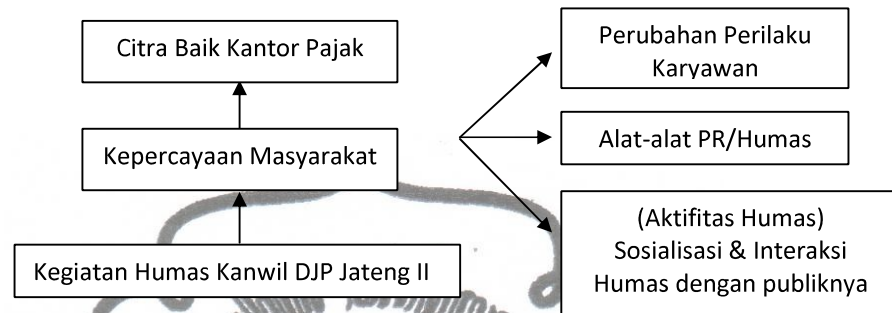 Citra Baik Kantor Pajak
Kepercayaan Masyarakat
Kegiatan Humas Kanwil DJP Jateng II
Perubahan Perilaku
Karyawan
Alat-alat PR/Humas
(Aktifitas Humas)
Sosialisasi & Interaksi
Humas dengan publiknya